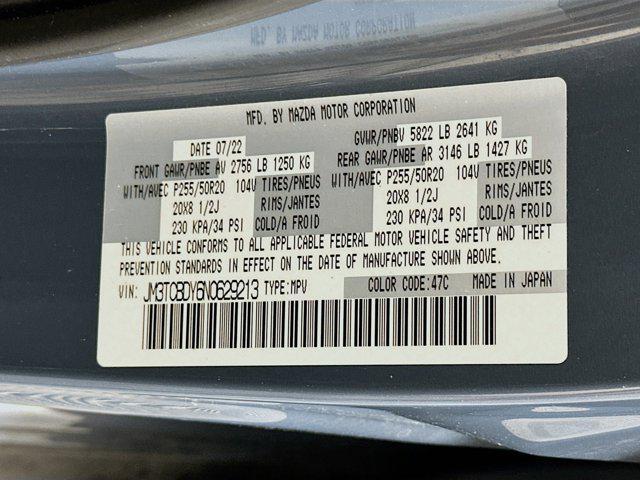 MFD. BY MAZDA MOTOR CORPORATION
DATE 07/22
GVWR/PNBV 5822 LB 2641 KG
FRONT GAWR/PNBE AV 2756 LB 1250 KG
REAR GAWR/PNBE AR 3146 LB 1427 KG
WITH/AVEC P255/50R20 104V TIRES/PNEUS
WITH/AVEC P255/50R20 104V TIRES/PNEUS
20X8 1/2J RIMS/JANTES
20X8 1/2J RIMS/JANTES
230 KPA/34 PSI COLD/A FROID
230 KPA/34 PSI COLD/A FROID
THIS VEHICLE CONFORMS TO ALL APPLICABLE FEDERAL MOTOR VEHICLE SAFETY AND THEFT
PREVENTION STANDARDS IN EFFECT ON THE DATE OF MANUFACTURE SHOWN ABOVE.
VIN: JM3TCBDY6N0629213 TYPE:MPV COLOR CODE:47C MADE IN JAPAN